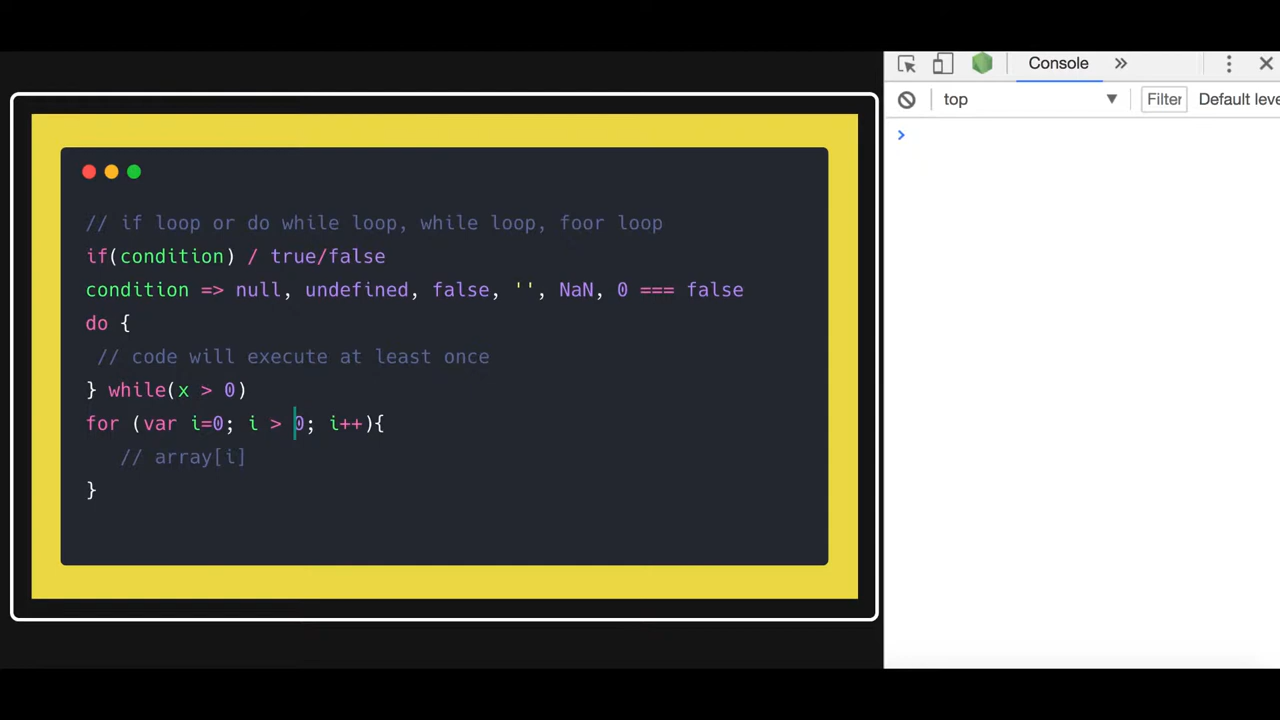 Console »
top ▼ Filter Default leve
>
// if loop or do while loop, while loop, foor loop
if(condition) / true/false
condition => null, undefined, false, '', NaN, 0 === false
do {
// code will execute at least once
} while(x > 0)
for (var i=0; i > 0; i++){
// array[i]
}